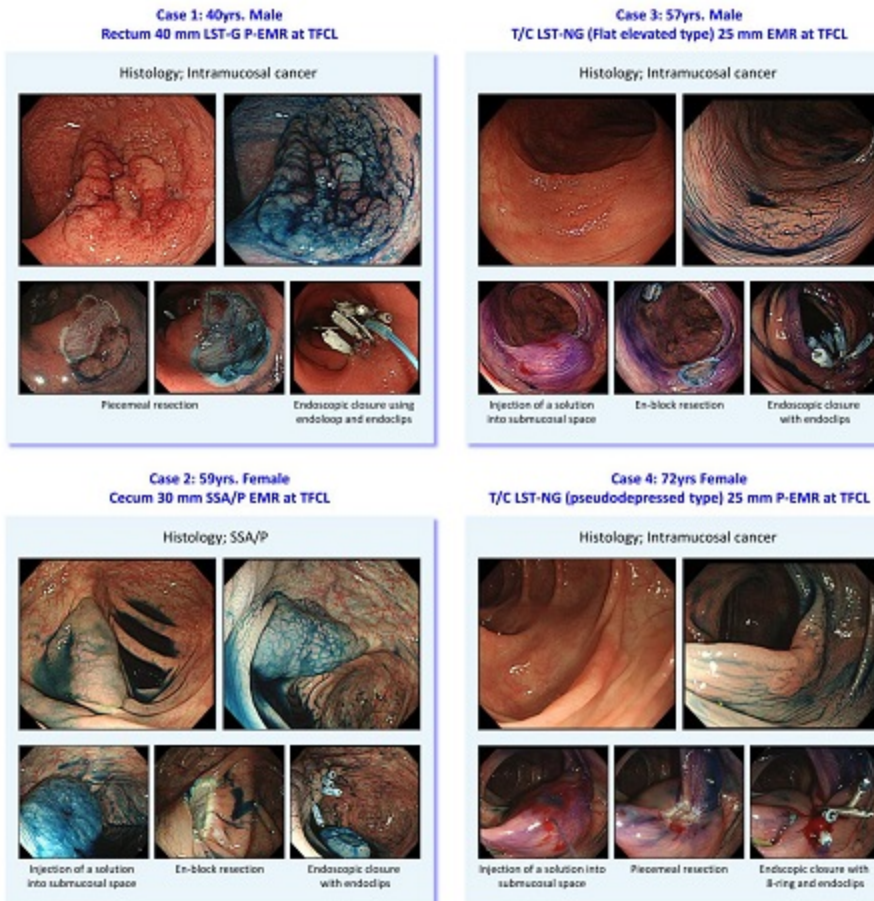 Case 1: 40yrs. Male
Rectum 40 mm LST-G P-EMR at TFCL
Histology; Intramucosal cancer
Piecemeal resection
Endoscopic closure using
endoloop and endoclips
Case 3: 57yrs. Male
T/C LST-NG (Flat elevated type) 25 mm EMR at TFCL
Histology; Intramucosal cancer
Injection of a solution
into submucosal space
En-block resection
Endoscopic closure
with endoclips
Case 2: 59yrs. Female
Cecum 30 mm SSA/P EMR at TFCL
Histology; SSA/P
Injection of a solution
into submucosal space
En-block resection
Endoscopic closure
with endoclips
Case 4: 72yrs Female
T/C LST-NG (pseudodepressed type) 25 mm P-EMR at TFCL
Histology; Intramucosal cancer
Injection of a solution into
submucosal space
Piecemeal resection
Endscopic closure with
8-ring and endoclips